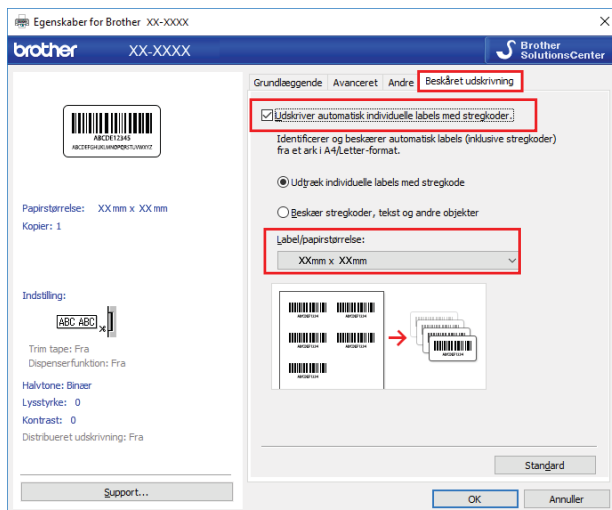 Egenskaber for Brother XX-XXXX
brother XX-XXXX
Brother
SolutionsCenter
ABCDE12345
ABCDEFGHIJKLMNOPQRSTUVWXYZ
Papirstørrelse: XX mm x XX mm
Kopier: 1
Indstilling:
ABC ABC x
Trim tape: Fra
Dispenserfunktion: Fra
Halvtone: Binær
Lysstyrke: 0
Kontrast: 0
Distribueret udskrivning: Fra
Support...
Grundlæggende Avanceret Andre Beskåret udskrivning
Udskriver automatisk individuelle labels med stregkoder.
Identificerer og beskærer automatisk labels (inklusive stregkoder)
fra et ark i A4/Letter-format.
Udtræk individuelle labels med stregkode
Beskær stregkoder, tekst og andre objekter
Label/papirstørrelse:
XXmm x XXmm
Standard
OK Annuller